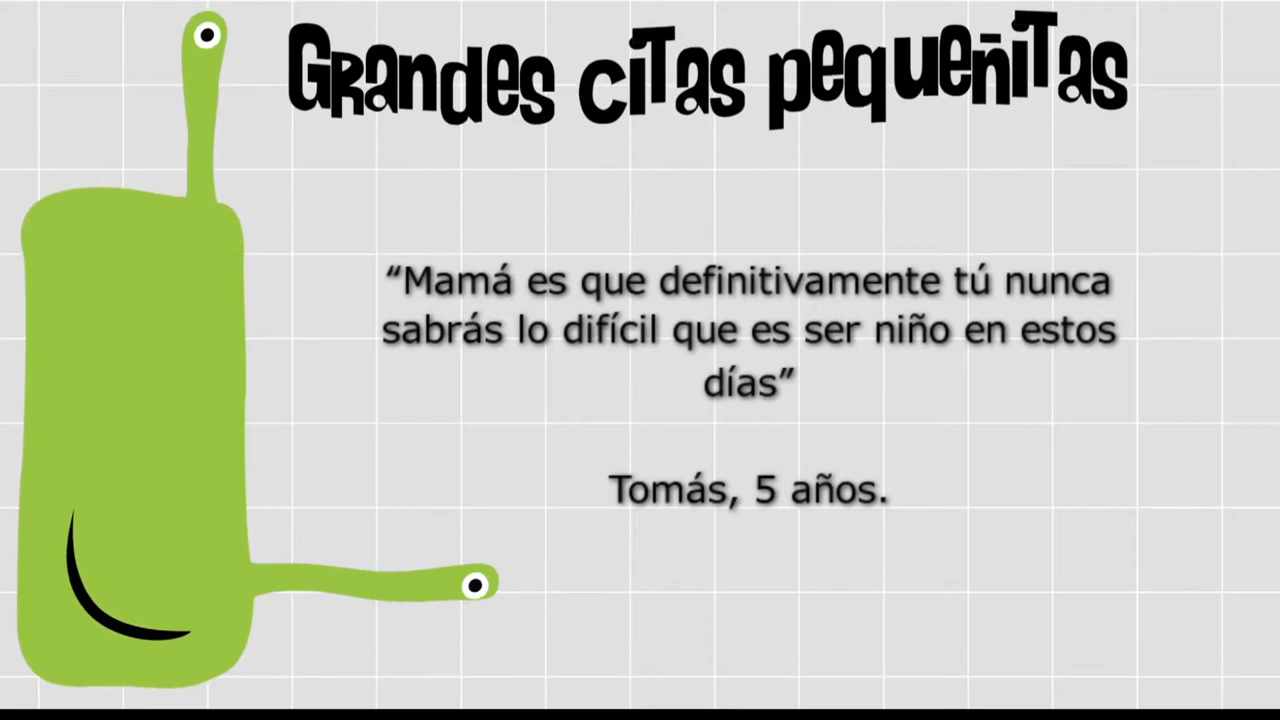 Grandes citas pequeñitas
“Mamá es que definitivamente tú nunca
sabrás lo difícil que es ser niño en estos
días”
Tomás, 5 años.